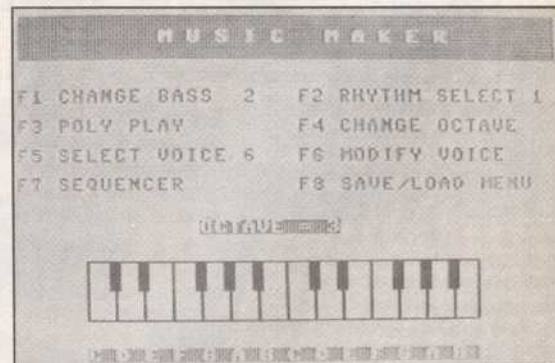 MUSIC MAKER
F1 CHANGE BASS 2 F2 RHYTHM SELECT 1
F3 POLY PLAY F4 CHANGE OCTAVE
F5 SELECT VOICE 6 F6 MODIFY VOICE
F7 SEQUENCER F8 SAVE/LOAD MENU
OCTAVE 3